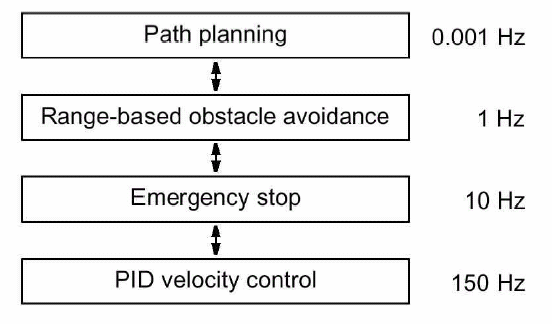 Path planning 0.001 Hz
Range-based obstacle avoidance 1 Hz
Emergency stop 10 Hz
PID velocity control 150 Hz